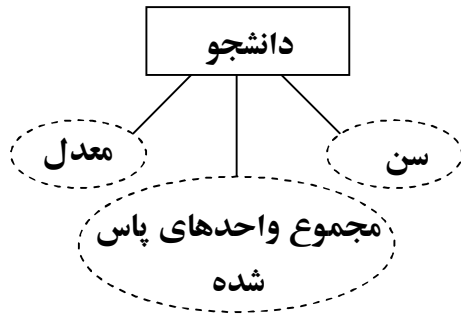 دانشجو
سن
معدل
مجموع واحدهای پاس
شده